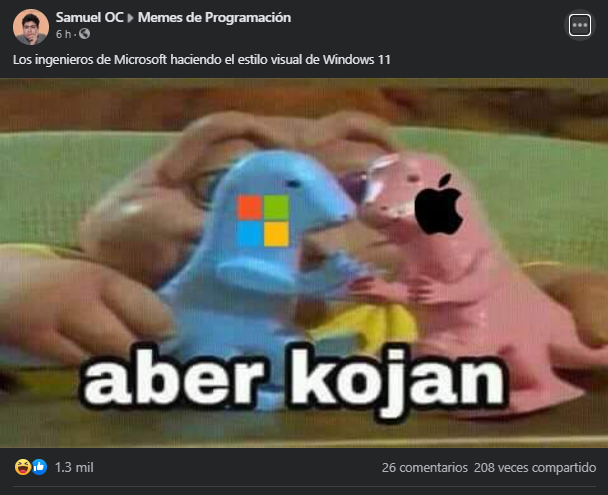 Samuel OC ▸ Memes de Programación
6 h ·
Los ingenieros de Microsoft haciendo el estilo visual de Windows 11
aber kojan
1.3 mil 26 comentarios 208 veces compartido